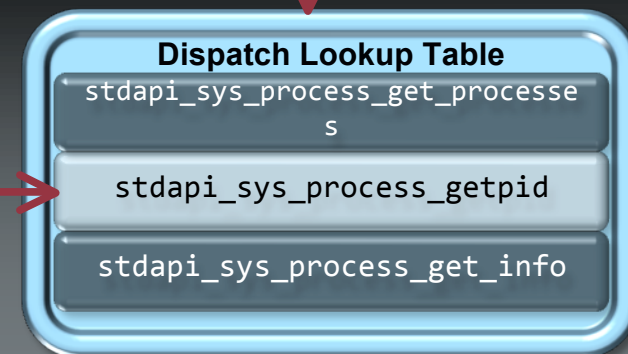 Dispatch Lookup Table
stdapi_sys_process_get_processe
s
stdapi_sys_process_getpid
stdapi_sys_process_get_info